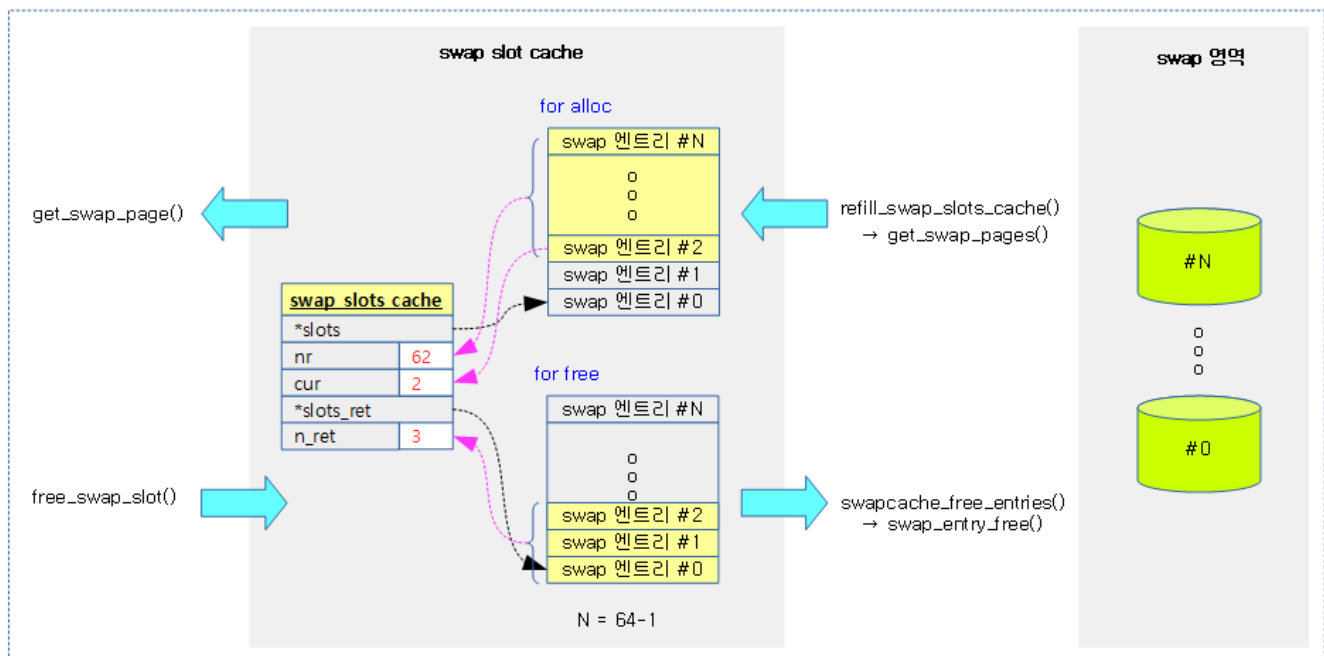 swap slot cache
swap 영역
for alloc
swap 엔트리 #N
o
o
o
swap 엔트리 #2
swap 엔트리 #1
swap 엔트리 #0
get_swap_page()
refill_swap_slots_cache()
→ get_swap_pages()
#N
o
o
o
#0
swap_slots_cache
*slots
nr 62
cur 2
*slots_ret
n_ret 3
for free
swap 엔트리 #N
o
o
o
swap 엔트리 #2
swap 엔트리 #1
swap 엔트리 #0
N = 64-1
free_swap_slot()
swapcache_free_entries()
→ swap_entry_free()